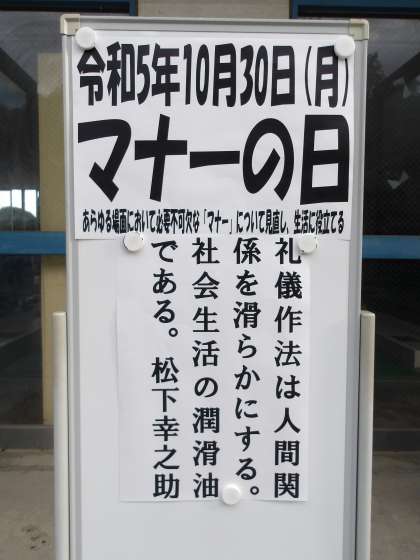 令和5年10月30日(月)
マナーの日
あらゆる場面において必要不可欠な「マナー」について見直し、生活に役立てる
礼儀作法は人間関
係を滑らかにする。
社会生活の潤滑油
である。 松下幸之助